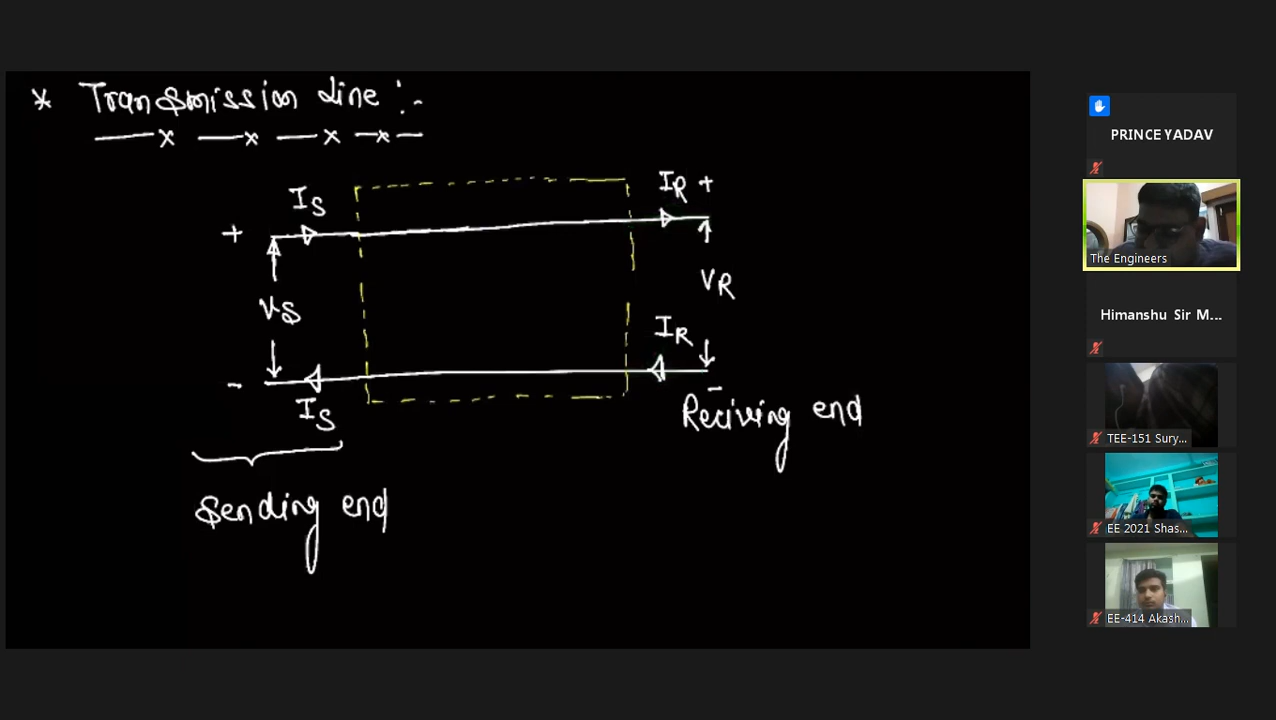 * Transmission Line :-
IS
IR +
+
VS
VR
IR
-
-
IS
Reciving end
Sending end
PRINCE YADAV
The Engineers
Himanshu Sir M...
TEE-151 Sury...
EE 2021 Shas...
EE-414 Akash...